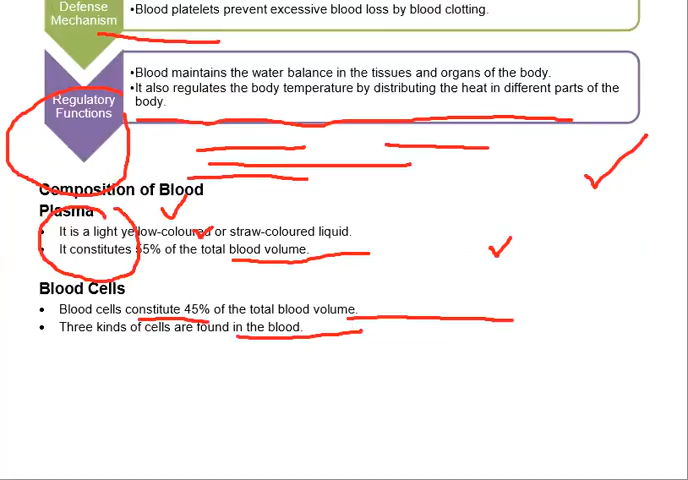 Defense
Mechanism
•Blood platelets prevent excessive blood loss by blood clotting.
Regulatory
Functions
•Blood maintains the water balance in the tissues and organs of the body.
•It also regulates the body temperature by distributing the heat in different parts of the
body.
Composition of Blood
Plasma
• It is a light yellow-coloured or straw-coloured liquid.
• It constitutes 55% of the total blood volume.
Blood Cells
• Blood cells constitute 45% of the total blood volume.
• Three kinds of cells are found in the blood.